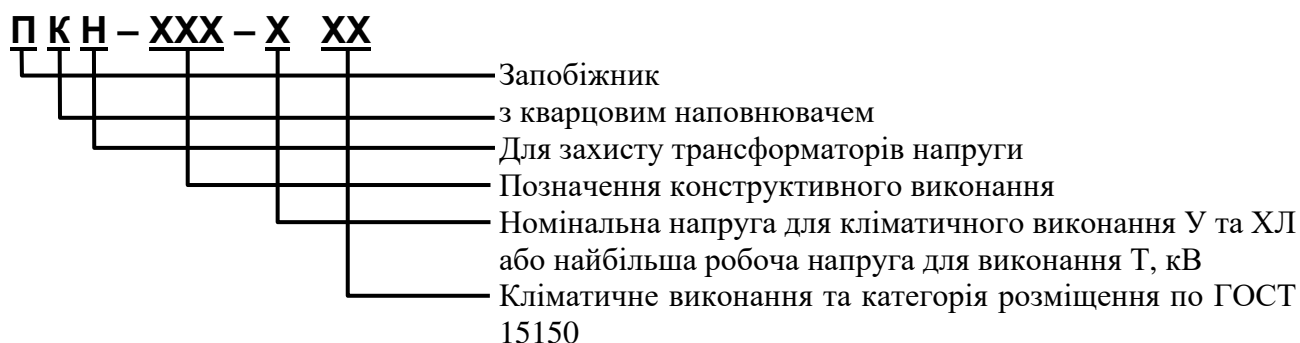 П К Н – ХХХ – Х ХХ
Запобіжник
з кварцовим наповнювачем
Для захисту трансформаторів напруги
Позначення конструктивного виконання
Номінальна напруга для кліматичного виконання У та ХЛ
або найбільша робоча напруга для виконання Т, кВ
Кліматичне виконання та категорія розміщення по ГОСТ
15150